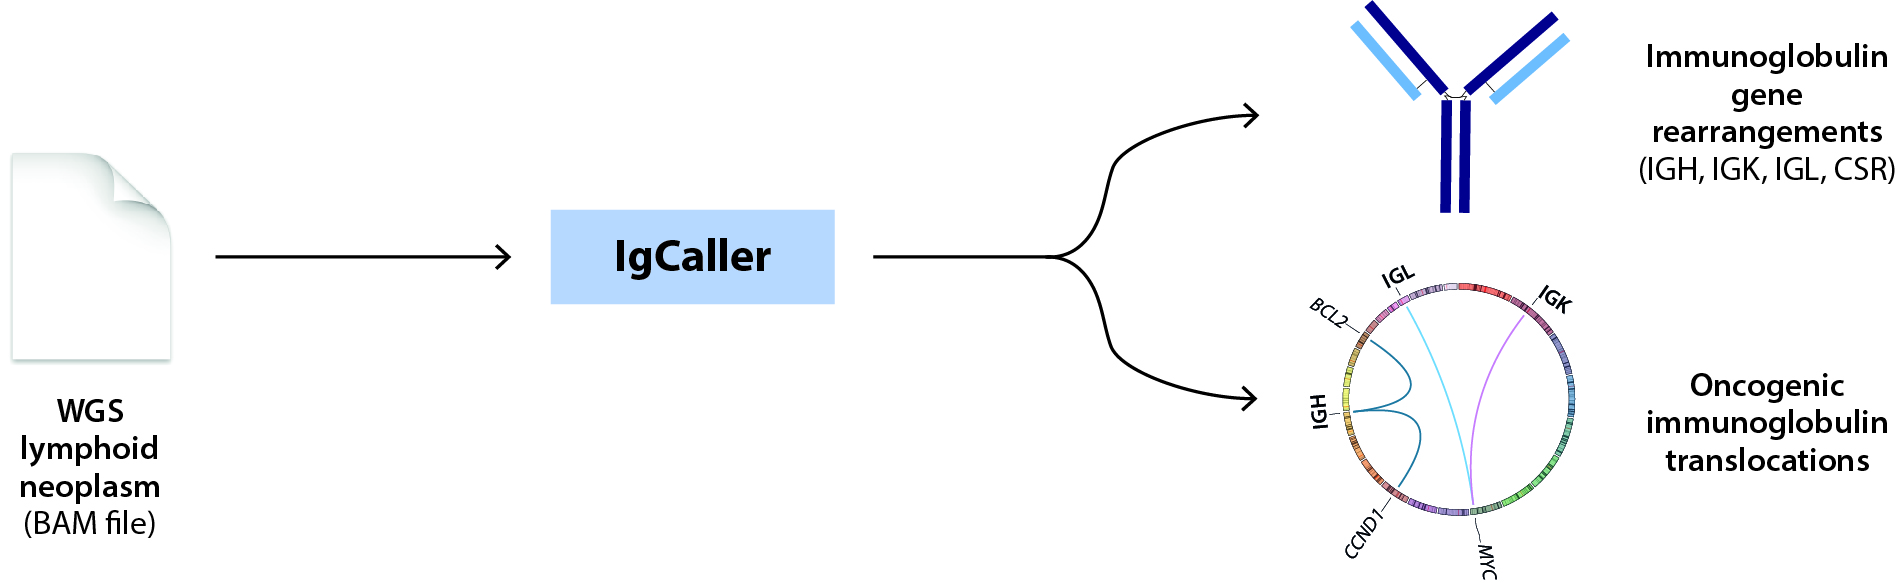 WGS
lymphoid
neoplasm
(BAM file)
IgCaller
Immunoglobulin
gene
rearrangements
(IGH, IGK, IGL, CSR)
IGL
IGK
BCL2
IGH
CCND1
MYC
Oncogenic
immunoglobulin
translocations